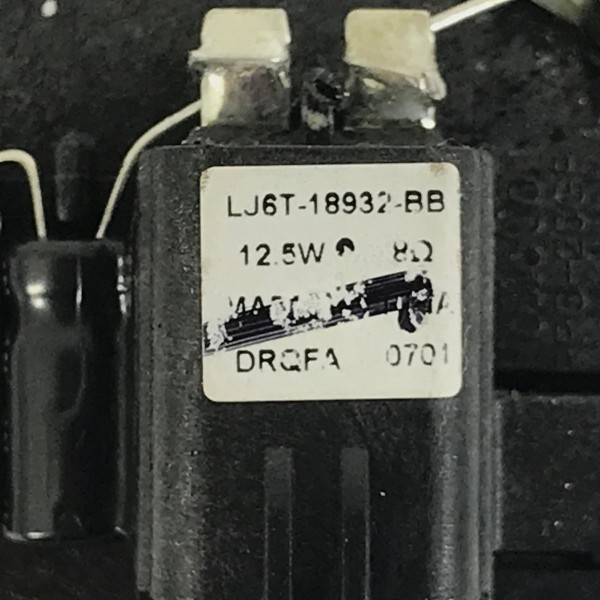 LJ6T-18932-BB
12.5W 8Ω
DRQFA 0701